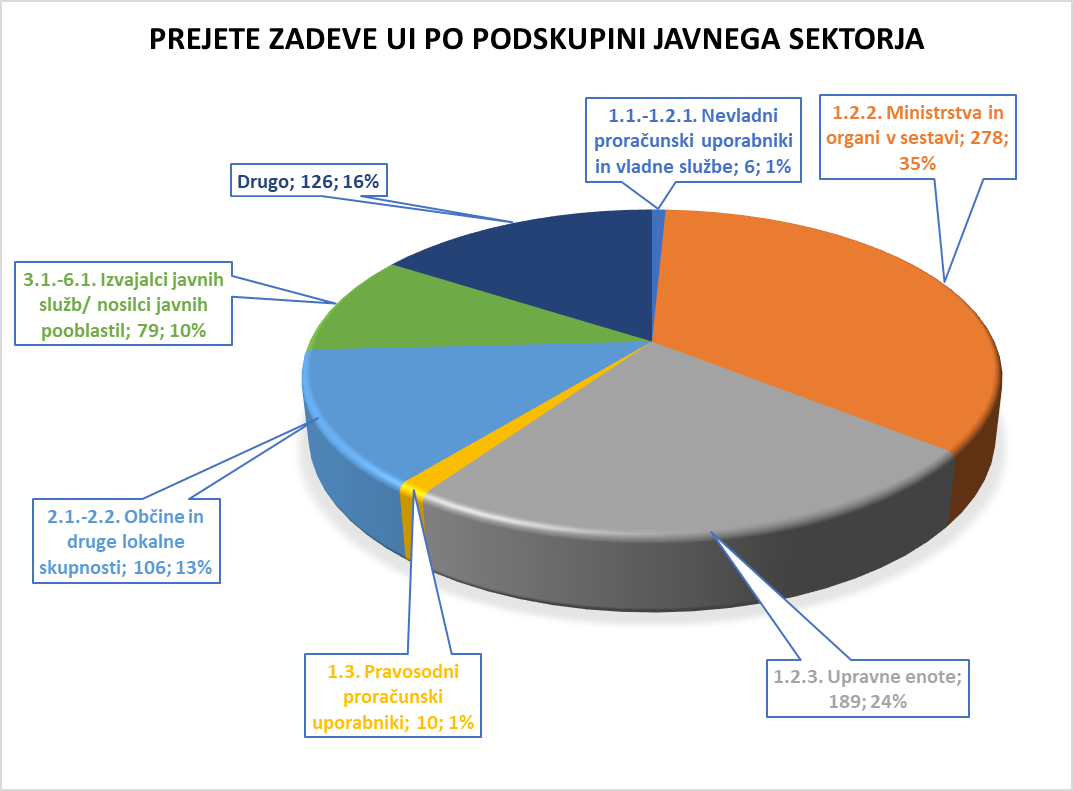 PREJETE ZADEVE UI PO PODSKUPINI JAVNEGA SEKTORJA
1.1.-1.2.1. Nevladni
proračunski uporabniki
in vladne službe; 6; 1%
1.2.2. Ministrstva in
organi v sestavi; 278;
35%
Drugo; 126; 16%
3.1.-6.1. Izvajalci javnih
služb/ nosilci javnih
pooblastil; 79; 10%
2.1.-2.2. Občine in
druge lokalne
skupnosti; 106; 13%
1.3. Pravosodni
proračunski
uporabniki; 10; 1%
1.2.3. Upravne enote;
189; 24%